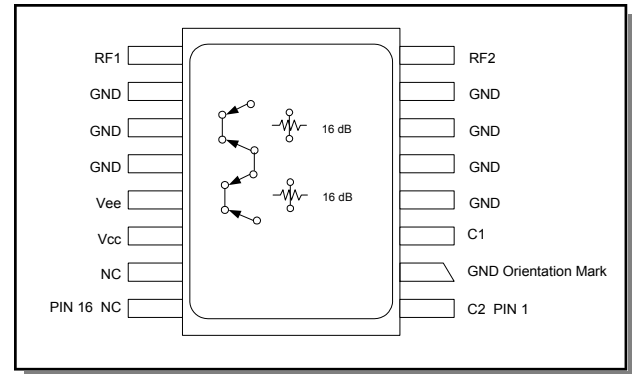 RF1 RF2
GND GND
GND GND
16 dB
GND GND
Vee 16 dB GND
Vcc C1
NC GND Orientation Mark
PIN 16 NC C2 PIN 1